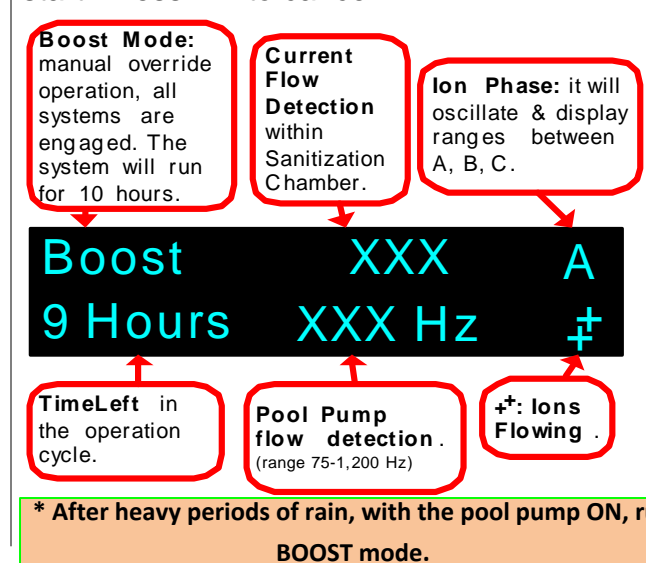 Boost Mode:
manual override
operation, all
systems are
engaged. The
system will run
for 10 hours.
Current
Flow
Detection
within
Sanitization
Chamber.
Ion Phase: it will
oscillate & display
ranges between
A, B, C.
Boost XXX A
9 Hours XXX Hz ++
TimeLeft in
the operation
cycle.
Pool Pump
flow detection.
(range 75-1,200 Hz)
++: Ions
Flowing .
* After heavy periods of rain, with the pool pump ON,
BOOST mode.